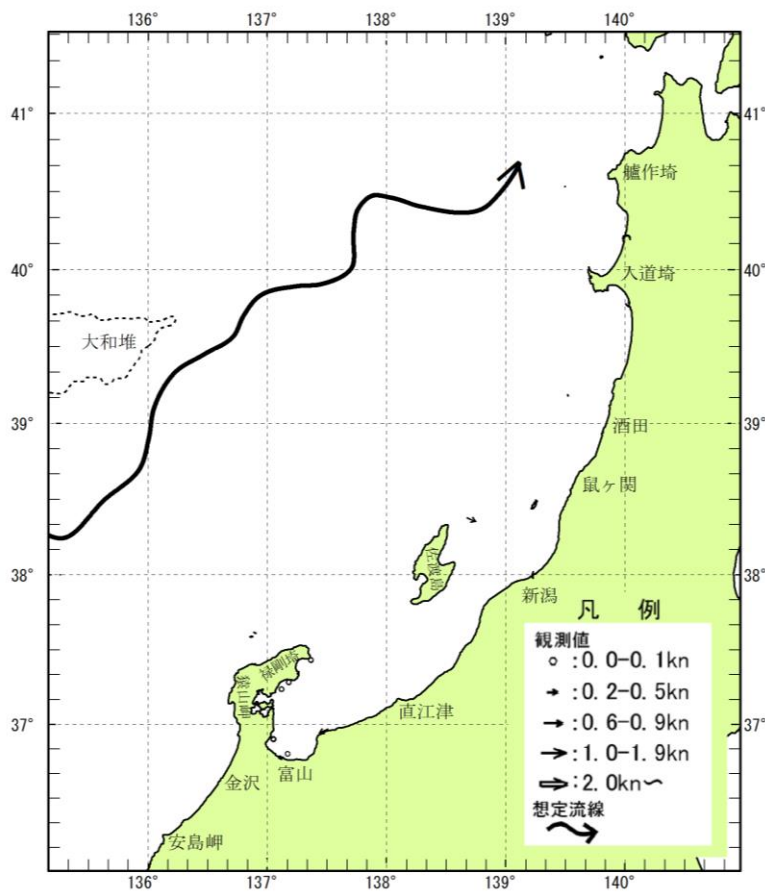 136° 137° 138° 139° 140°
41° 41°
艫作埼
40° 40°
入道埼
大和堆
39° 39°
酒田
鼠ヶ関
佐渡島
38° 38°
新潟
凡 例
観測値
:0.0-0.1kn
:0.2-0.5kn
:0.6-0.9kn
:1.0-1.9kn
:2.0kn～
想定流線
禄剛埼
猿山岬
37° 37°
直江津
富山
金沢
安島岬
136° 137° 138° 139° 140°